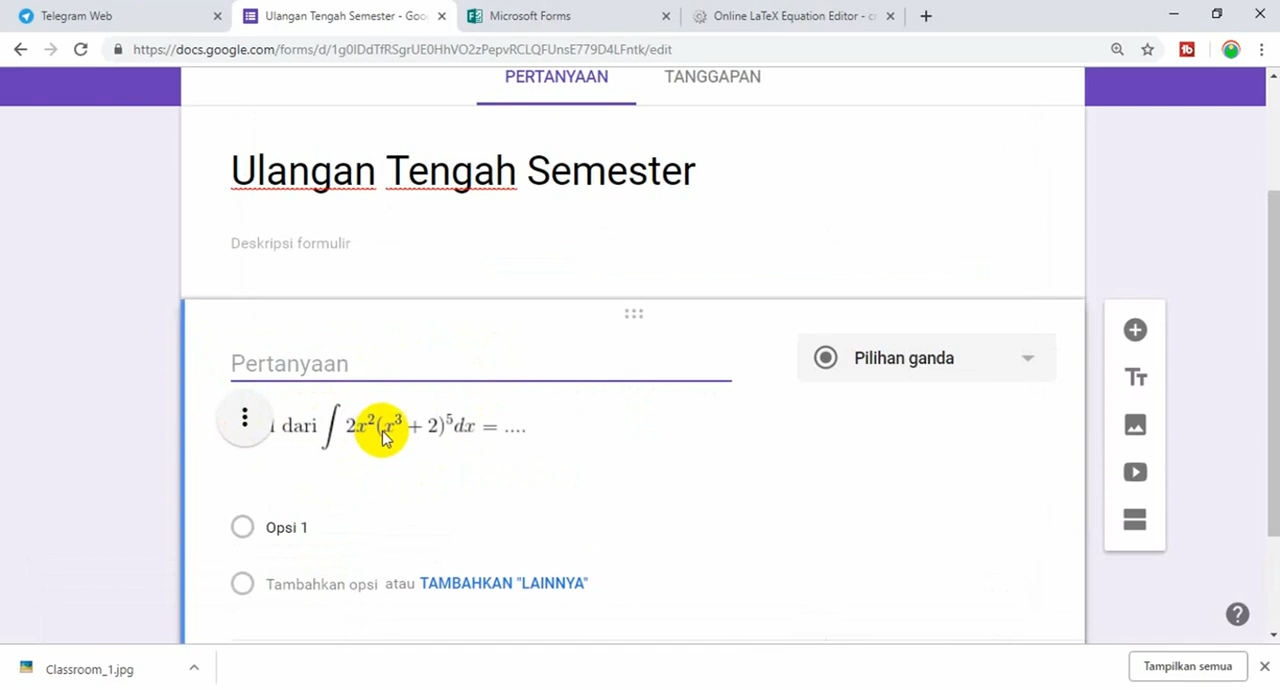 Telegram Web
Ulangan Tengah Semester - Goo
Microsoft Forms
Online LaTeX Equation Editor - cr
https://docs.google.com/forms/d/1g0IDdTfRSgrUE0HhVO2zPepvRCLQFUnsE779D4LFntk/edit
PERTANYAAN
TANGGAPAN
Ulangan Tengah Semester
Deskripsi formulir
Pertanyaan
Pilihan ganda
dari ∫ 2x²(x³ + 2)⁵dx = ....
Opsi 1
Tambahkan opsi atau TAMBAHKAN "LAINNYA"
Classroom_1.jpg
Tampilkan semua